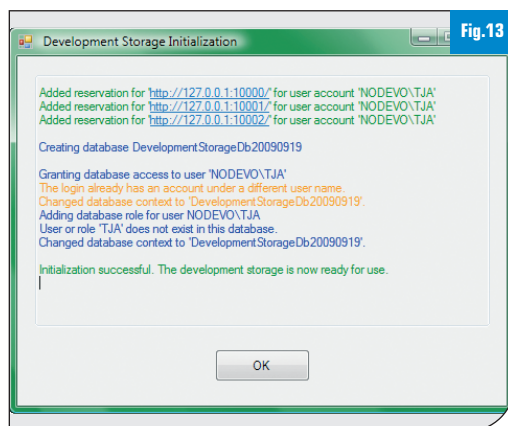 Fig.13
Development Storage Initialization
Added reservation for 'http://127.0.0.1:10000/' for user account 'NODEVO\TJA'
Added reservation for 'http://127.0.0.1:10001/' for user account 'NODEVO\TJA'
Added reservation for 'http://127.0.0.1:10002/' for user account 'NODEVO\TJA'
Creating database DevelopmentStorageDb20090919
Granting database access to user 'NODEVO\TJA'
The login already has an account under a different user name.
Changed database context to 'DevelopmentStorageDb20090919'.
Adding database role for user NODEVO\TJA
User or role 'TJA' does not exist in this database.
Changed database context to 'DevelopmentStorageDb20090919'.
Initialization successful. The development storage is now ready for use.
OK